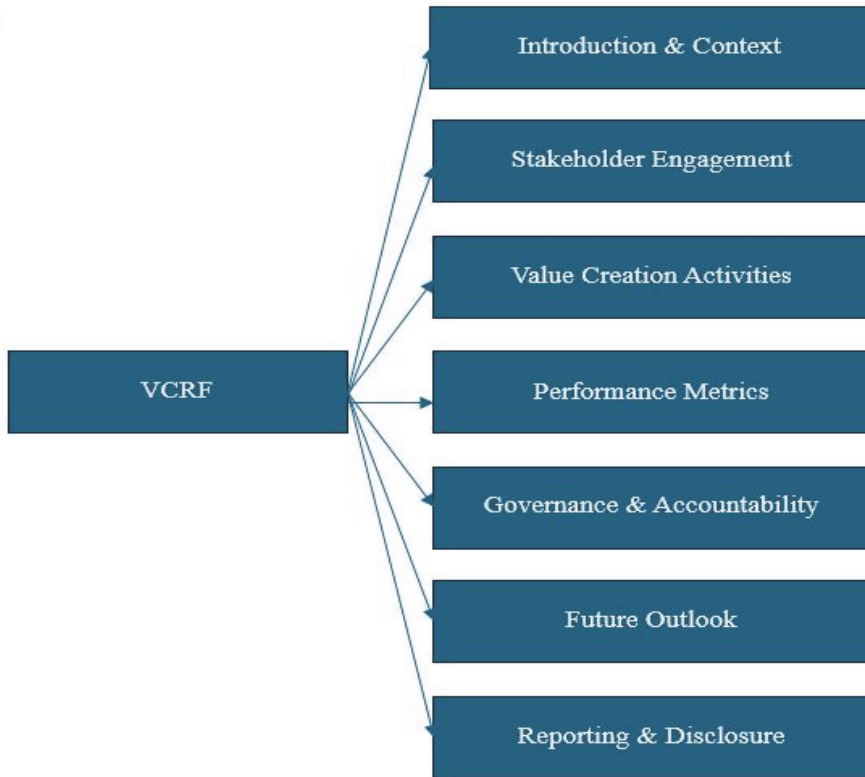 Introduction & Context
Stakeholder Engagement
Value Creation Activities
VCRF
Performance Metrics
Governance & Accountability
Future Outlook
Reporting & Disclosure